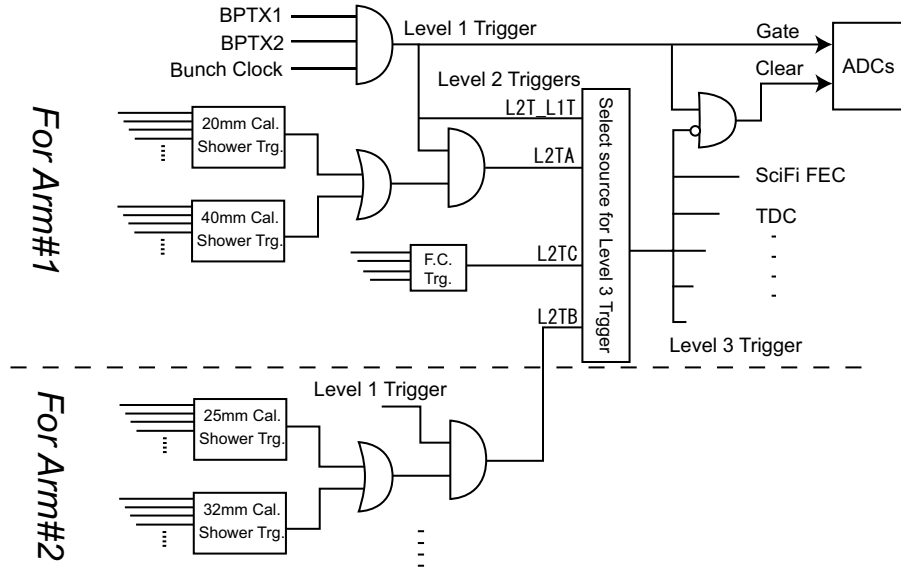 BPTX1
BPTX2
Bunch Clock
Level 1 Trigger
Gate
Clear
ADCs
Level 2 Triggers
L2T_L1T
L2TA
L2TC
L2TB
Select source for Level 3 Trgger
For Arm#1
20mm Cal.
Shower Trg.
40mm Cal.
Shower Trg.
F.C.
Trg.
SciFi FEC
TDC
Level 3 Trigger
For Arm#2
Level 1 Trigger
25mm Cal.
Shower Trg.
32mm Cal.
Shower Trg.